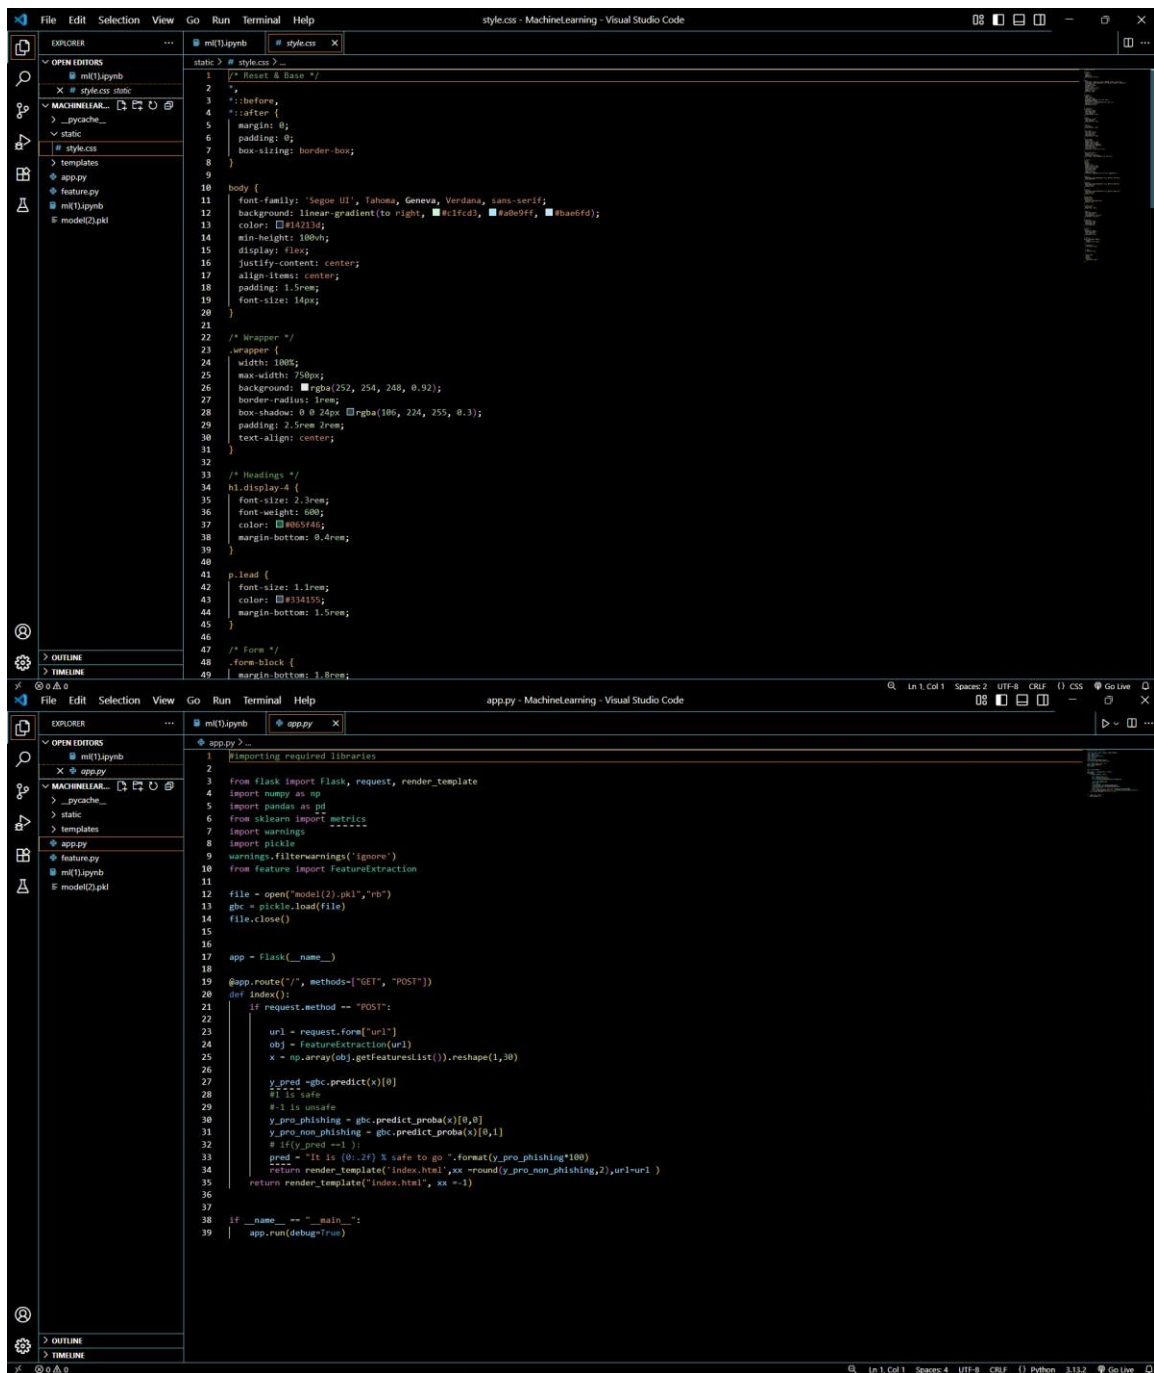 File Edit Selection View Go Run Terminal Help style.css - MachineLearning - Visual Studio Code
EXPLORER ···
ml(1).ipynb # style.css X
OPEN EDITORS
ml(1).ipynb
X # style.css static
MACHINELEAR...
> __pycache__
static
# style.css
> templates
app.py
feature.py
ml(1).ipynb
model(2).pkl
> OUTLINE
> TIMELINE
static > # style.css > ...
1 /* Reset & Base */
2 *,
3 *::before,
4 *::after {
5 margin: 0;
6 padding: 0;
7 box-sizing: border-box;
8 }
9
10 body {
11 font-family: 'Segoe UI', Tahoma, Geneva, Verdana, sans-serif;
12 background: linear-gradient(to right, #c1fcd3, #a0e9ff, #bae6fd);
13 color: #14213d;
14 min-height: 100vh;
15 display: flex;
16 justify-content: center;
17 align-items: center;
18 padding: 1.5rem;
19 font-size: 14px;
20 }
21
22 /* Wrapper */
23 .wrapper {
24 width: 100%;
25 max-width: 750px;
26 background: rgba(252, 254, 248, 0.92);
27 border-radius: 1rem;
28 box-shadow: 0 0 24px rgba(106, 224, 255, 0.3);
29 padding: 2.5rem 2rem;
30 text-align: center;
31 }
32
33 /* Headings */
34 h1.display-4 {
35 font-size: 2.3rem;
36 font-weight: 600;
37 color: #065f46;
38 margin-bottom: 0.4rem;
39 }
40
41 p.lead {
42 font-size: 1.1rem;
43 color: #334155;
44 margin-bottom: 1.5rem;
45 }
46
47 /* Form */
48 .form-block {
49 margin-bottom: 1.8rem;
0 0 Ln 1, Col 1 Spaces: 2 UTF-8 CRLF {} CSS Go Live
File Edit Selection View Go Run Terminal Help app.py - MachineLearning - Visual Studio Code
EXPLORER ···
ml(1).ipynb app.py X
OPEN EDITORS
ml(1).ipynb
X app.py
MACHINELEAR...
> __pycache__
> static
> templates
app.py
feature.py
ml(1).ipynb
model(2).pkl
> OUTLINE
> TIMELINE
app.py > ...
1 #importing required libraries
2
3 from flask import Flask, request, render_template
4 import numpy as np
5 import pandas as pd
6 from sklearn import metrics
7 import warnings
8 import pickle
9 warnings.filterwarnings('ignore')
10 from feature import FeatureExtraction
11
12 file = open("model(2).pkl","rb")
13 gbc = pickle.load(file)
14 file.close()
15
16
17 app = Flask(__name__)
18
19 @app.route("/", methods=["GET", "POST"])
20 def index():
21 if request.method == "POST":
22
23 url = request.form["url"]
24 obj = FeatureExtraction(url)
25 x = np.array(obj.getFeaturesList()).reshape(1,30)
26
27 y_pred =gbc.predict(x)[0]
28 #1 is safe
29 #-1 is unsafe
30 y_pro_phishing = gbc.predict_proba(x)[0,0]
31 y_pro_non_phishing = gbc.predict_proba(x)[0,1]
32 # if(y_pred ==1 ):
33 pred = "It is {0:.2f} % safe to go ".format(y_pro_phishing*100)
34 return render_template('index.html',xx =round(y_pro_non_phishing,2),url=url )
35 return render_template("index.html", xx =-1)
36
37
38 if __name__ == "__main__":
39 app.run(debug=True)
0 0 Ln 1, Col 1 Spaces: 4 UTF-8 CRLF {} Python 3.13.2 Go Live